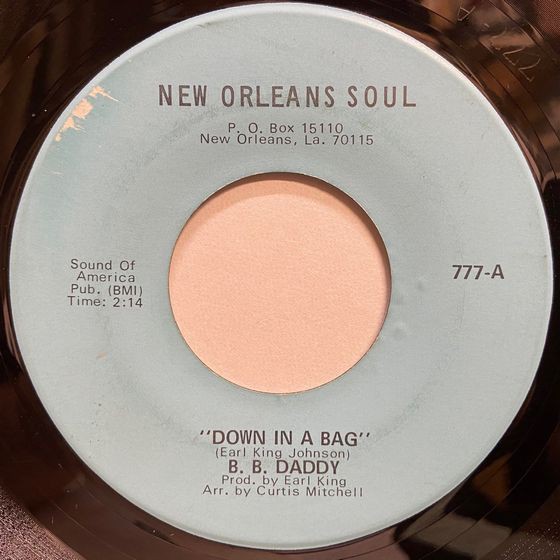 NEW ORLEANS SOUL
P. O. Box 15110
New Orleans, La. 70115
Sound Of
America
Pub. (BMI)
Time: 2:14
777-A
"DOWN IN A BAG"
(Earl King Johnson)
B. B. DADDY
Prod. by Earl King
Arr. by Curtis Mitchell